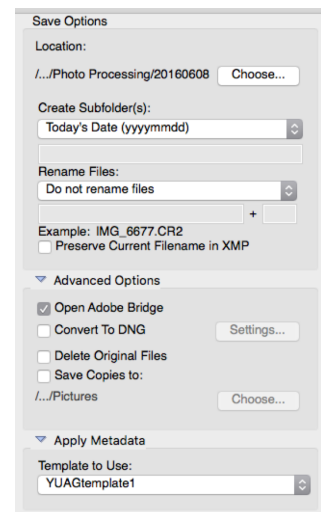 Save Options
Location:
/.../Photo Processing/20160608 Choose...
Create Subfolder(s):
Today's Date (yyyymmdd)
Rename Files:
Do not rename files
+
Example: IMG_6677.CR2
Preserve Current Filename in XMP
Advanced Options
Open Adobe Bridge
Convert To DNG Settings...
Delete Original Files
Save Copies to:
/.../Pictures Choose...
Apply Metadata
Template to Use:
YUAGtemplate1